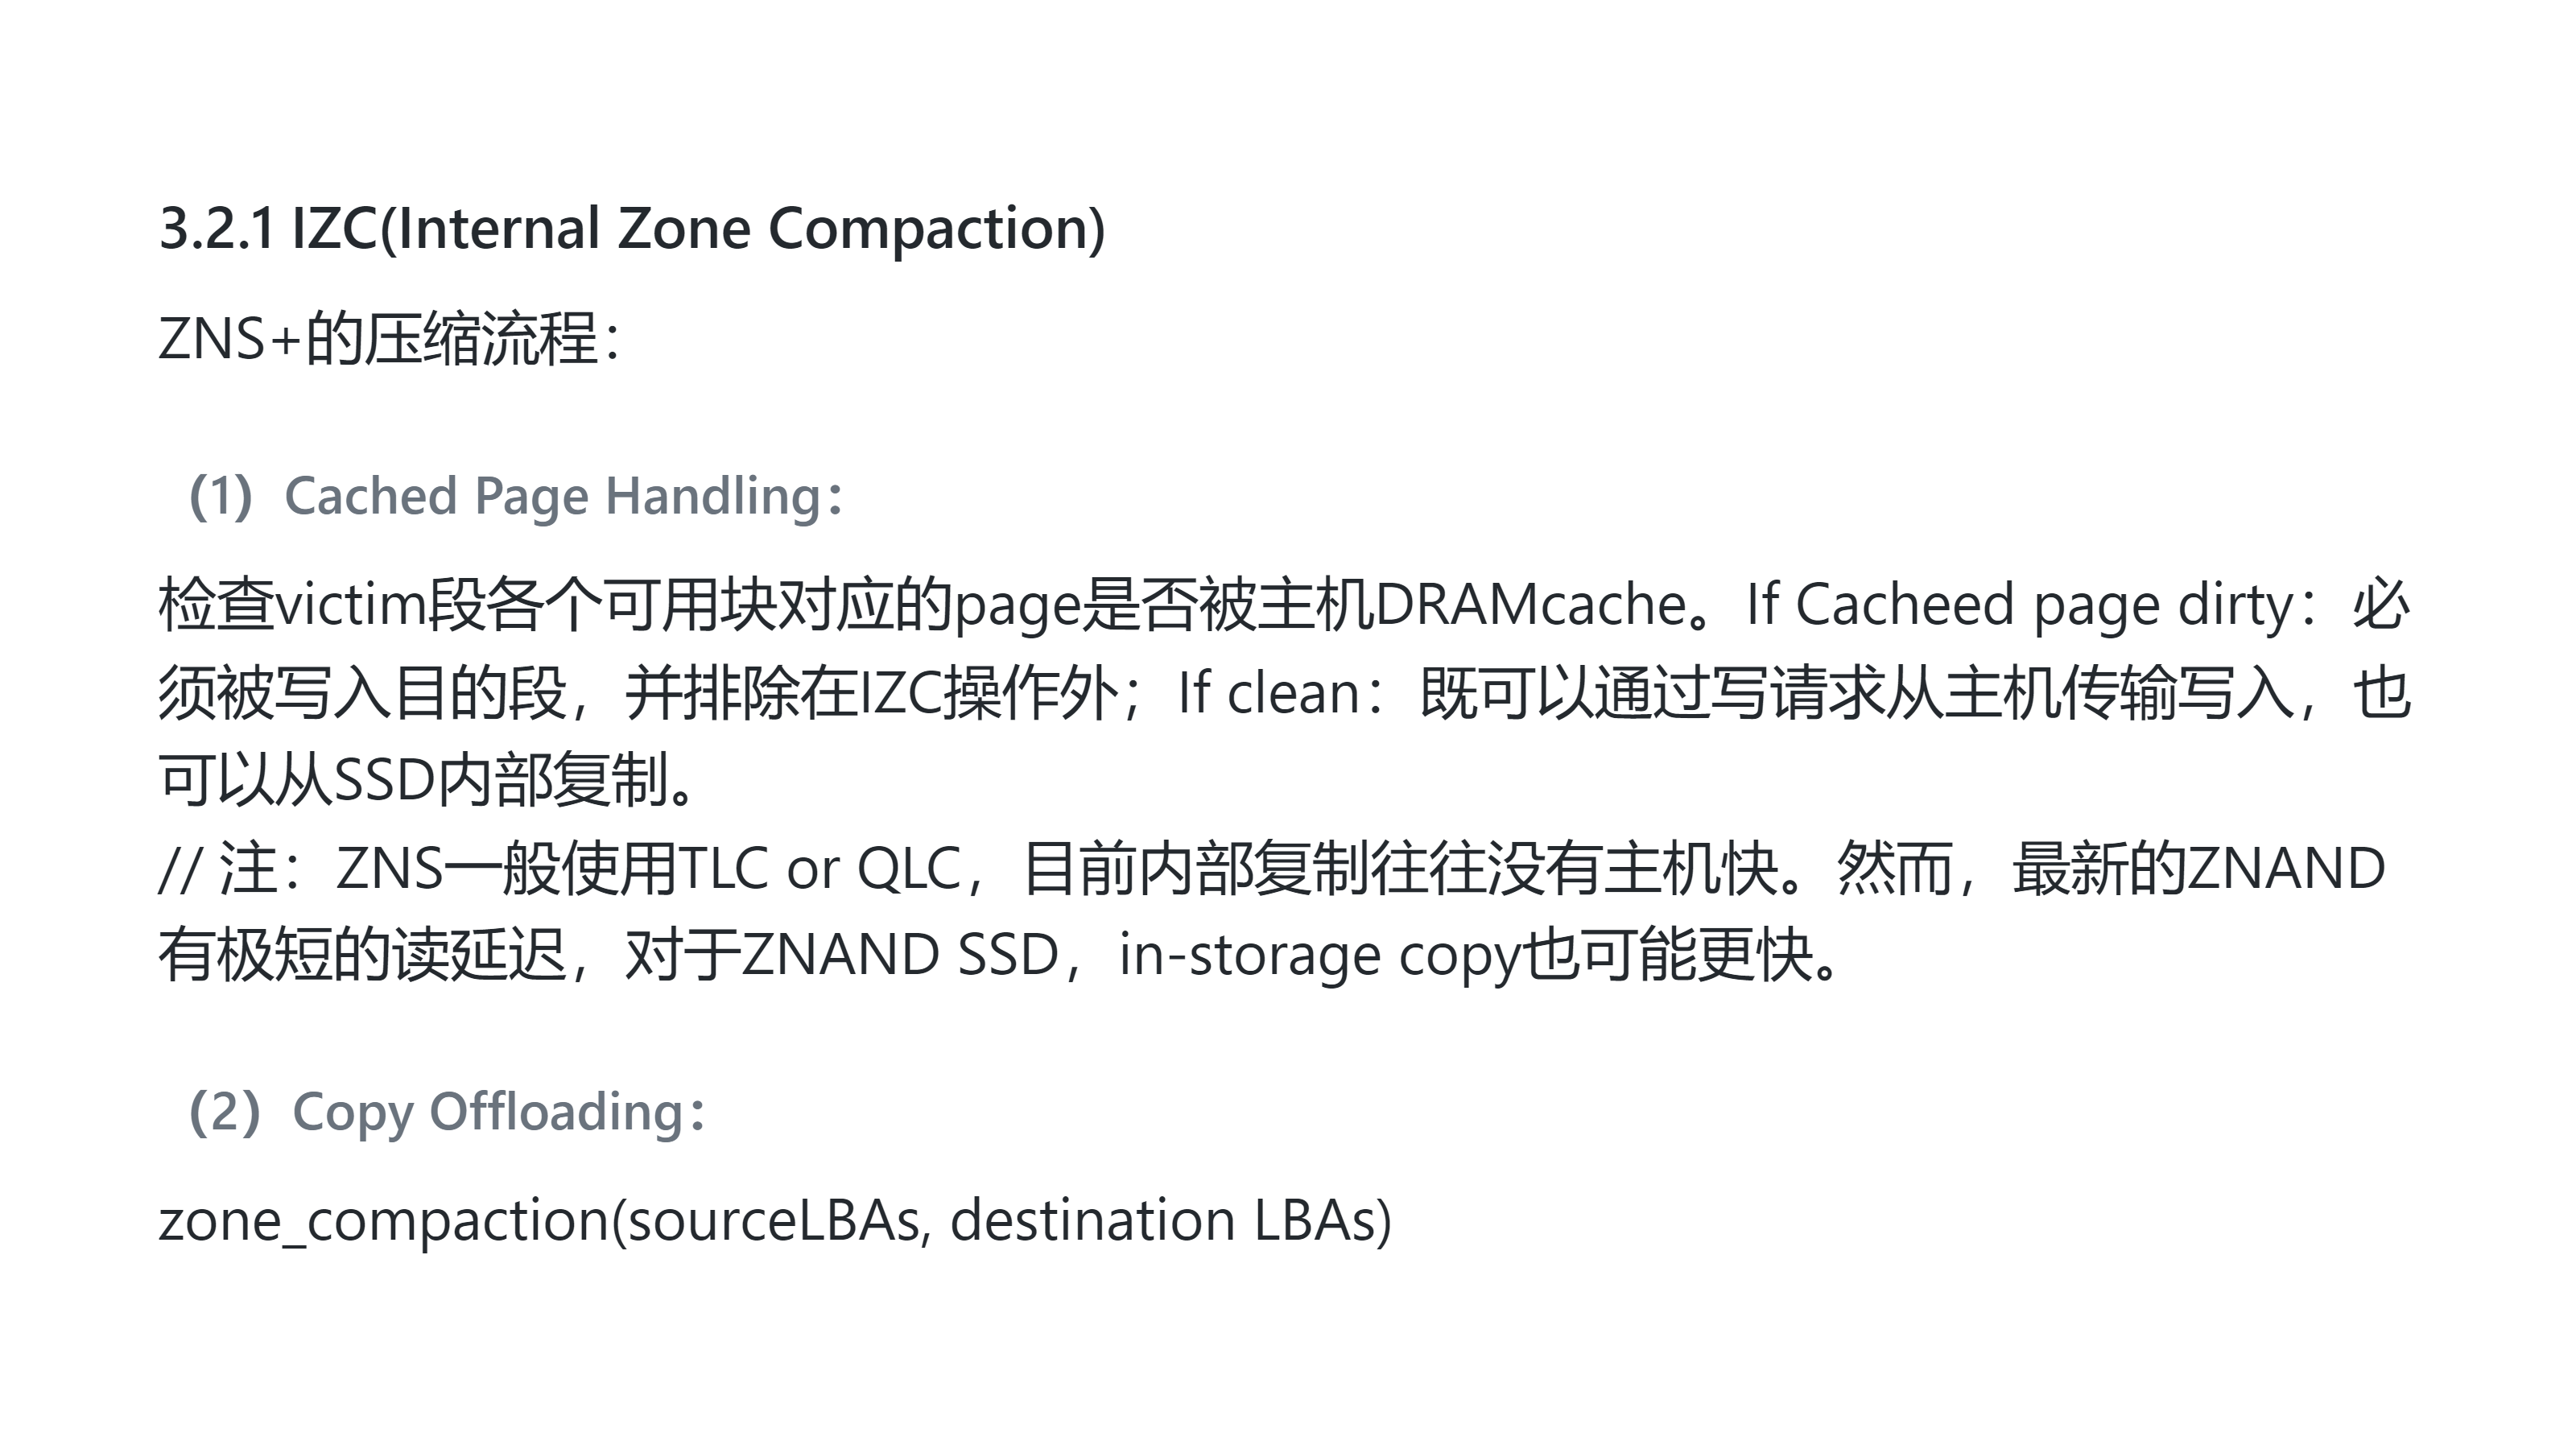 3.2.1 IZC(Internal Zone Compaction)
ZNS+的压缩流程：
（1）Cached Page Handling：
检查victim段各个可用块对应的page是否被主机DRAMcache。If Cacheed page dirty：必
须被写入目的段，并排除在IZC操作外；If clean：既可以通过写请求从主机传输写入，也
可以从SSD内部复制。
// 注：ZNS一般使用TLC or QLC，目前内部复制往往没有主机快。然而，最新的ZNAND
有极短的读延迟，对于ZNAND SSD，in-storage copy也可能更快。
（2）Copy Offloading：
zone_compaction(sourceLBAs, destination LBAs)